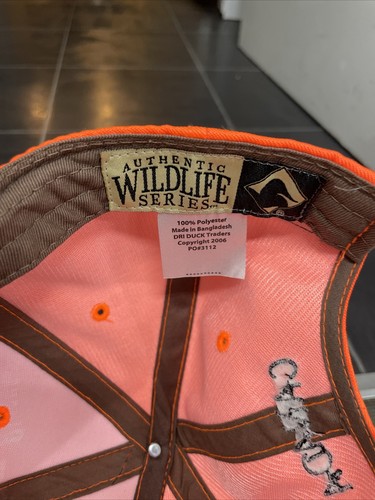 AUTHENTIC
WILDLIFE
SERIES
100% Polyester
Made in Bangladesh
DRI DUCK Traders
Copyright 2006
PO#3112